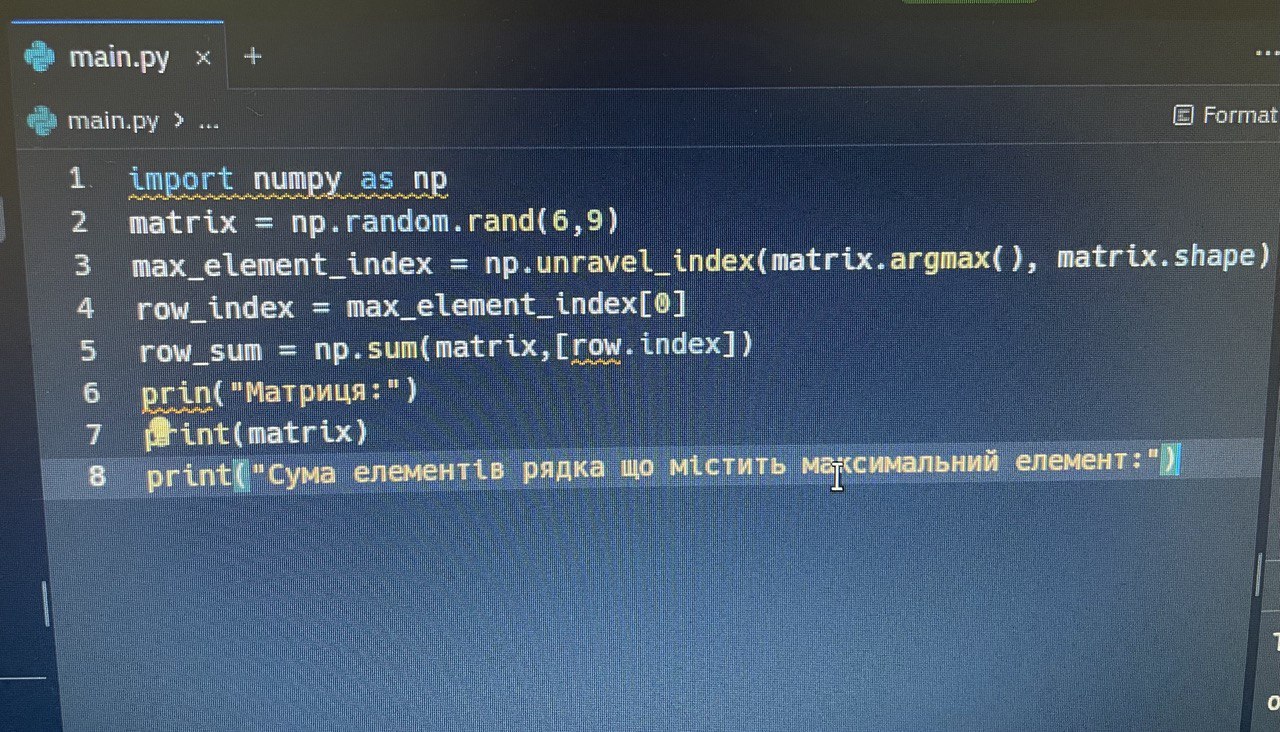 main.py × +
...
main.py > ...
Format
1 import numpy as np
2 matrix = np.random.rand(6,9)
3 max_element_index = np.unravel_index(matrix.argmax(), matrix.shape)
4 row_index = max_element_index[0]
5 row_sum = np.sum(matrix,[row.index])
6 prin("Матриця:")
7 print(matrix)
8 print("Сума елементів рядка що містить максимальний елемент:")